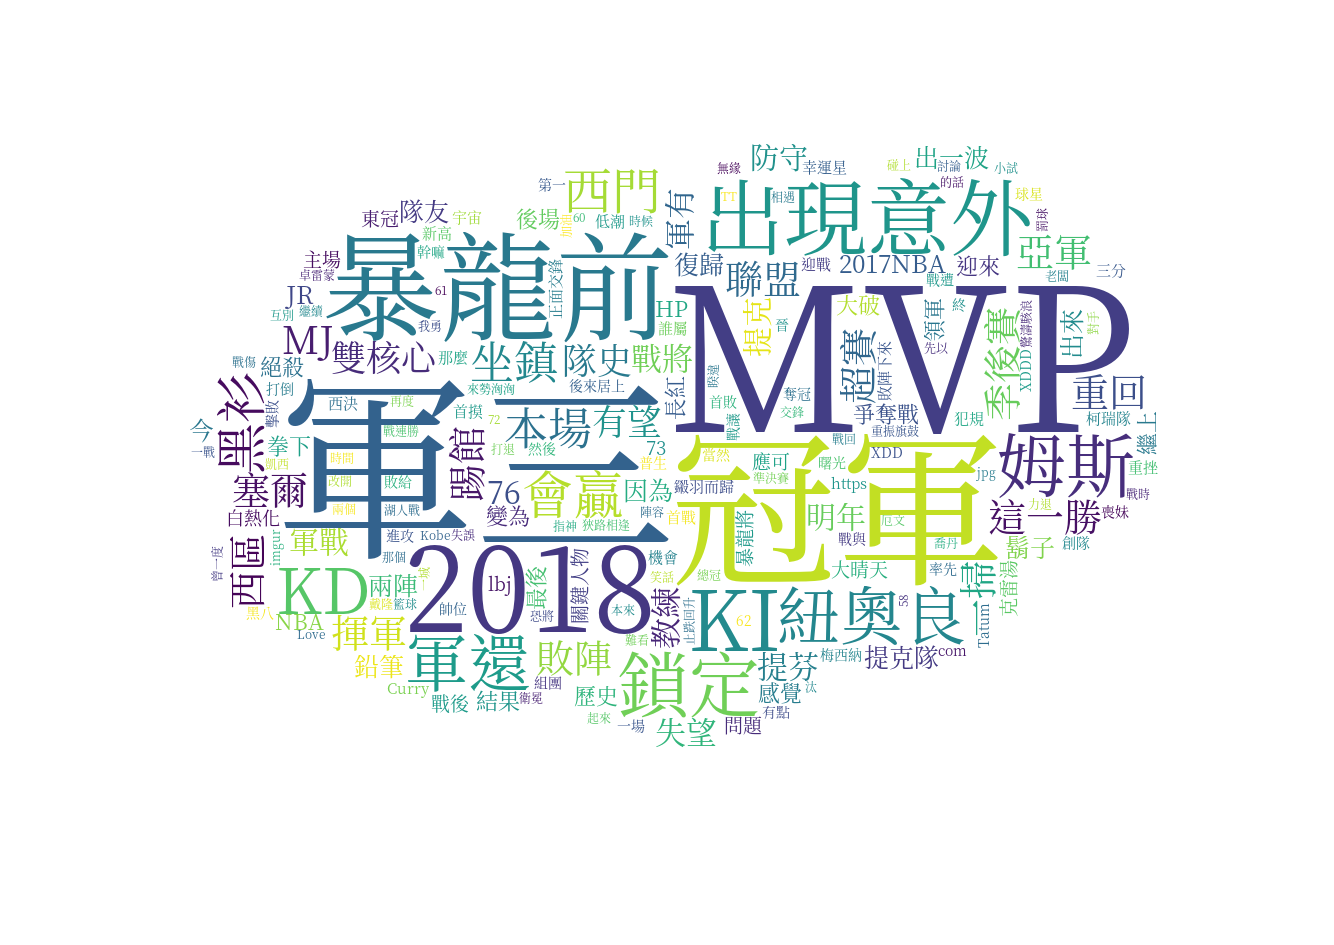 無緣
防守
幸運星
碰上
出一波
討論
小試
的話
西門
第一
出現意外
TT
相遇
球星
罰球
東冠
隊友
宇宙
後場
60
加油
低潮
時候
軍有
亞軍
新高
幹嘛
暴龍前
主場
卓雷蒙
復歸
聯盟
迎戰
2017NBA
迎來
戰遭
老闆
三分
正面交鋒
JR
61
互別
繼續
我勇
HP
誰屬
提克
MVP
大破
晉
領軍
終
季後賽
驚濤駭浪
出來
對手
MJ
雙核心
那麼
坐鎮
隊史
戰將
超賽
敗陣下來
先以
戰傷
絕殺
打倒
來勢洶洶
後來居上
長紅
睽違
奪冠
XDDD
重回
黑衫
擊敗
西決
再度
軍
首摸
72
三
本場
有望
首敗
交鋒
戰讓
爭奪戰
重振旗鼓
犯規
柯瑞隊
繼上
今
一戰
拳下
凱西
戰連勝
時間
踢館
打退
然後
73
普生
當然
冠軍
戰回
XDD
姆斯
重挫
塞爾
改開
敗給
76
會贏
因為
應可
準決賽
曙光
https
jpg
戰時
白熱化
兩個
湖人戰
變為
指神
陣容
狹路相逢
首戰
鎩羽而歸
暴龍將
明年
厄文
力退
這一勝
喪妹
西區
曾一度
imgur
軍戰
進攻
Kobe失誤
那個
戰與
喬丹
鬍子
創隊
KD
兩陣
2018
lbj
最後
關鍵人物
機會
笑話
總冠
大晴天
率先
一掃
克雷湯
黑八
NBA
Love
戴隆
籃球
帥位
恐將
本來
教練
止跌回升
KI
62
紐奧良
58
Tatum
揮軍
軍還
敗陣
難看
鎖定
提芬
梅西納
提克隊
com
鉛筆
Curry
戰後
結果
組團
衛冕
歷史
起來
一場
失望
感覺
汰
有點
問題